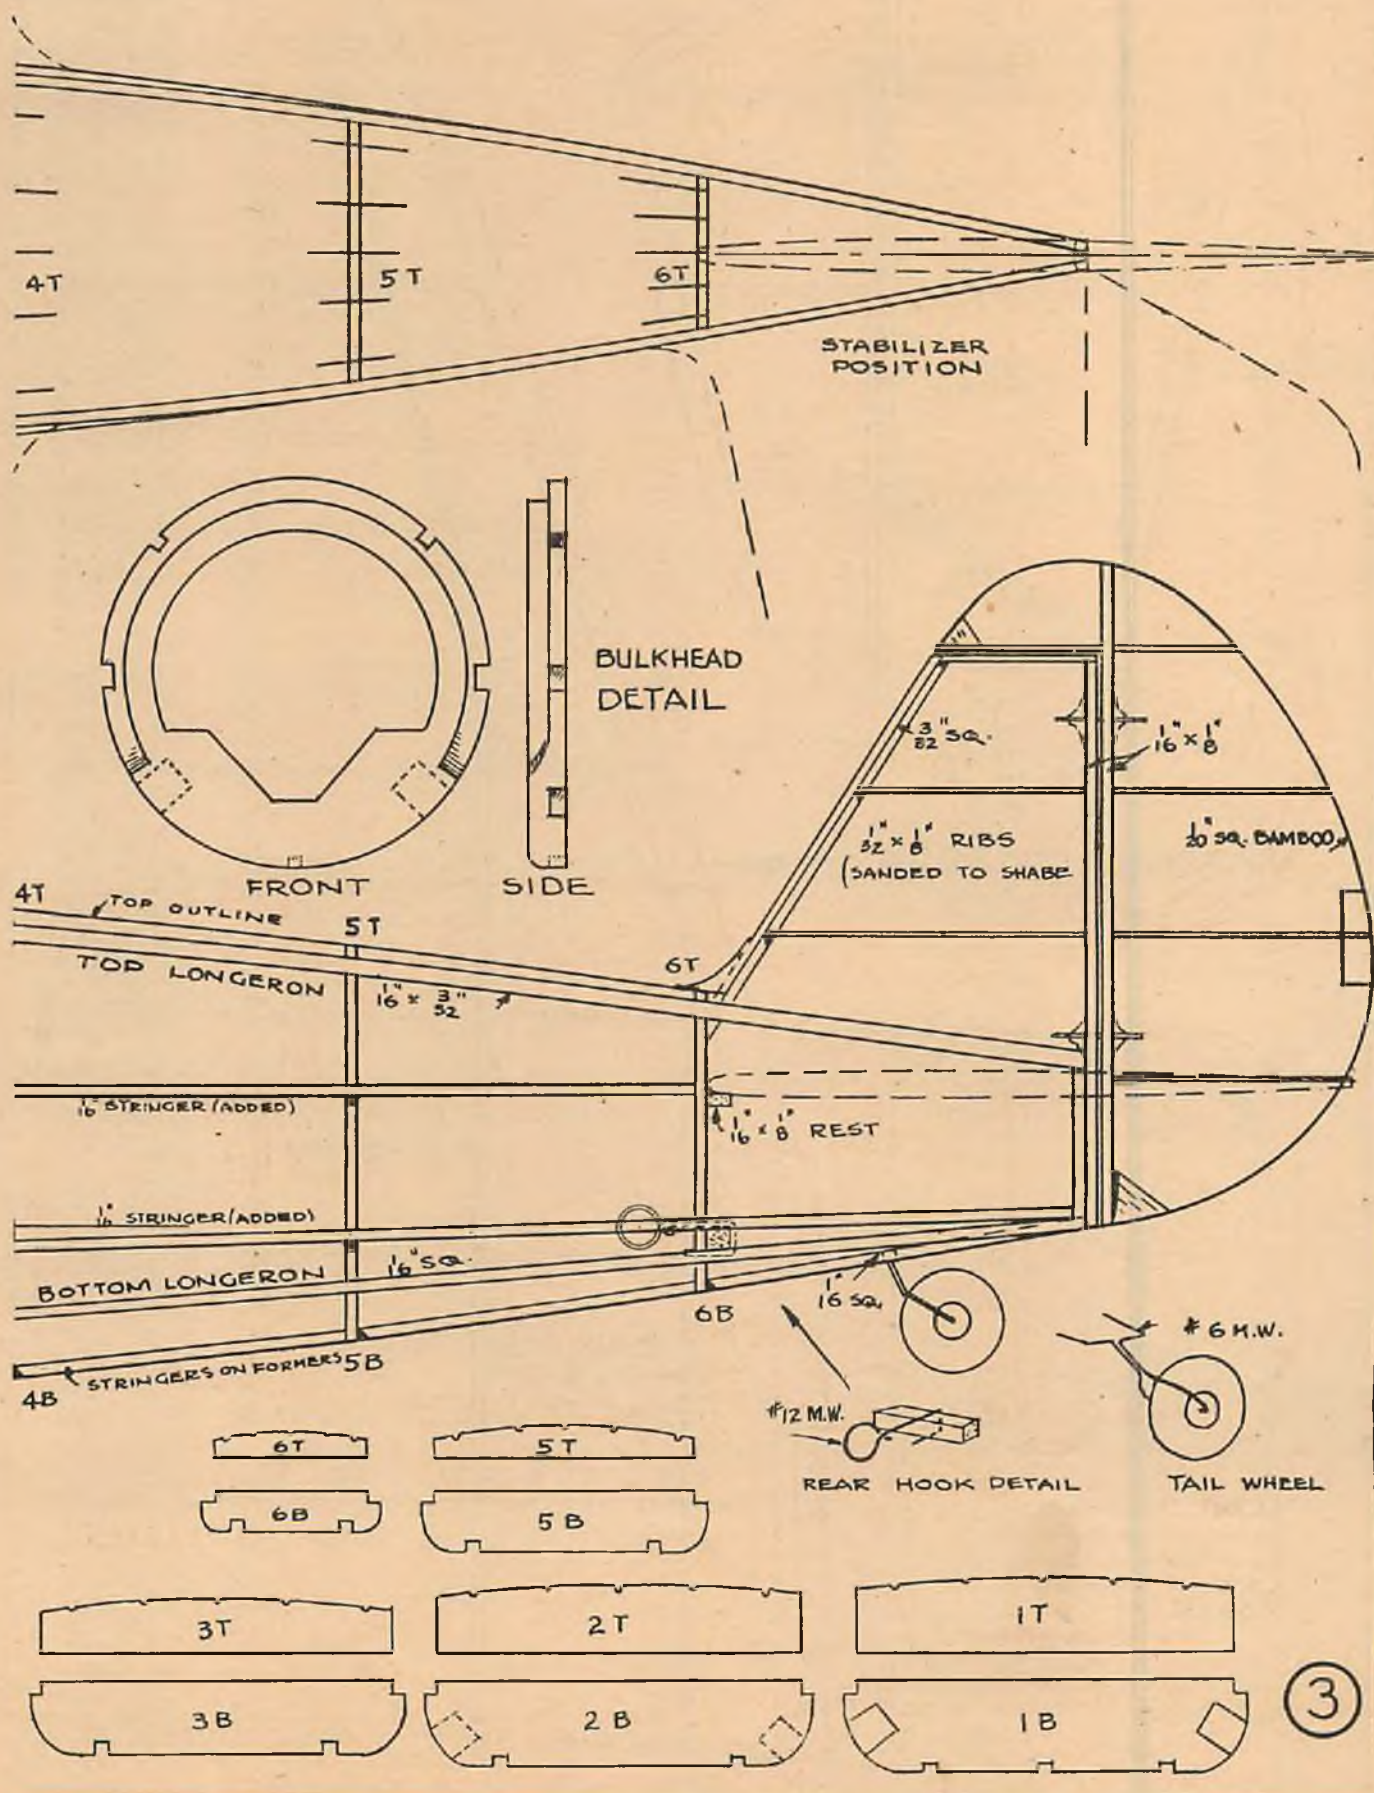 4T
5T
6T
STABILIZER
POSITION
BULKHEAD
DETAIL
FRONT
SIDE
1"
3/32" SQ.
1/16" x 1/8"
1/32" x 1/8" RIBS
(SANDED TO SHAPE
1/20" SQ. BAMBOO
4T
TOP OUTLINE
5T
6T
TOP LONGERON
1/16" x 3/32"
1/16" STRINGER (ADDED)
1/16" x 1/8" REST
1/16" STRINGER (ADDED)
BOTTOM LONGERON
1/16" SQ.
1/16" SQ.
6B
4B
STRINGERS ON FORMERS
5B
# 6 M.W.
#12 M.W.
REAR HOOK DETAIL
TAIL WHEEL
6T
5T
6B
5B
3T
2T
1T
3B
2B
1B
3